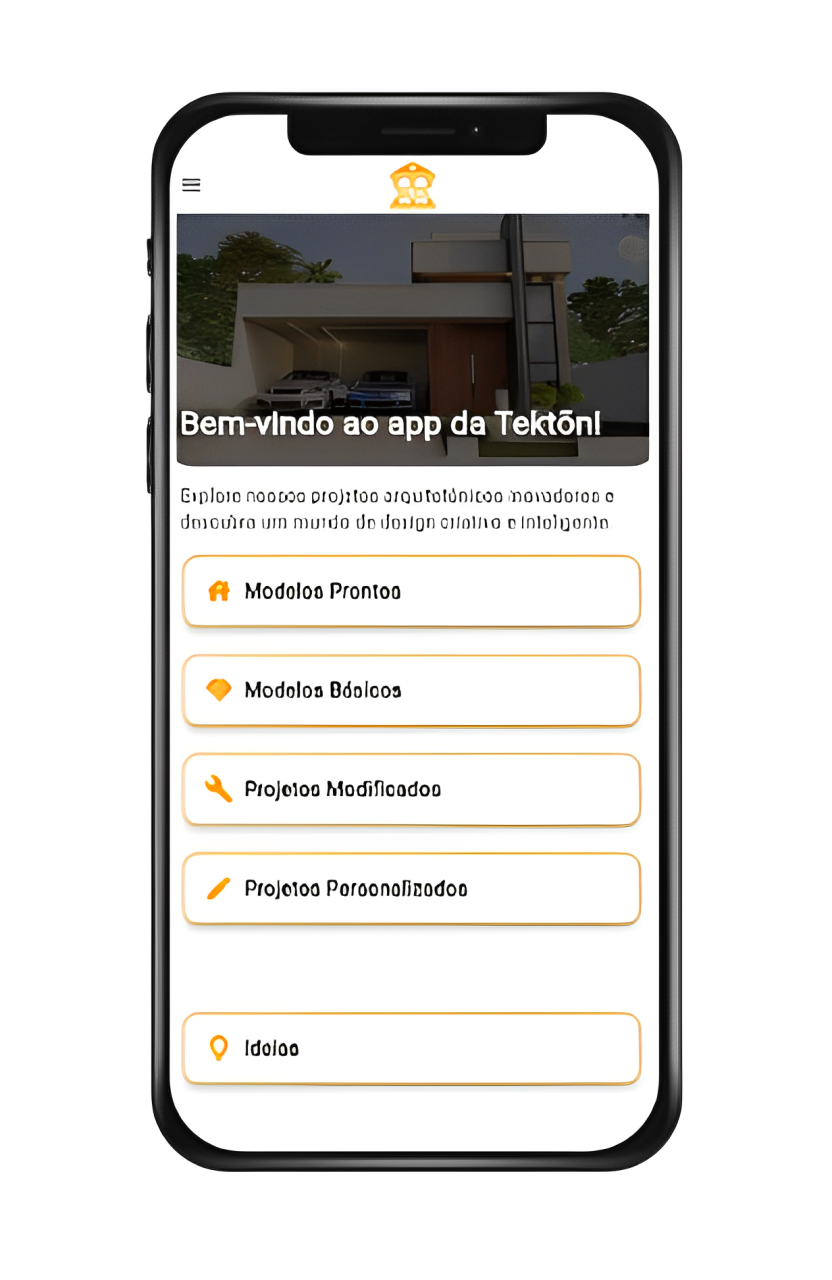 Bem-vindo ao app da Tektōn!
Explore nossos projetos arquitetônicos inovadores e
descubra um mundo de design criativo e inteligente
Modelos Prontos
Modelos Básicos
Projetos Modificados
Projetos Personalizados
Ideias